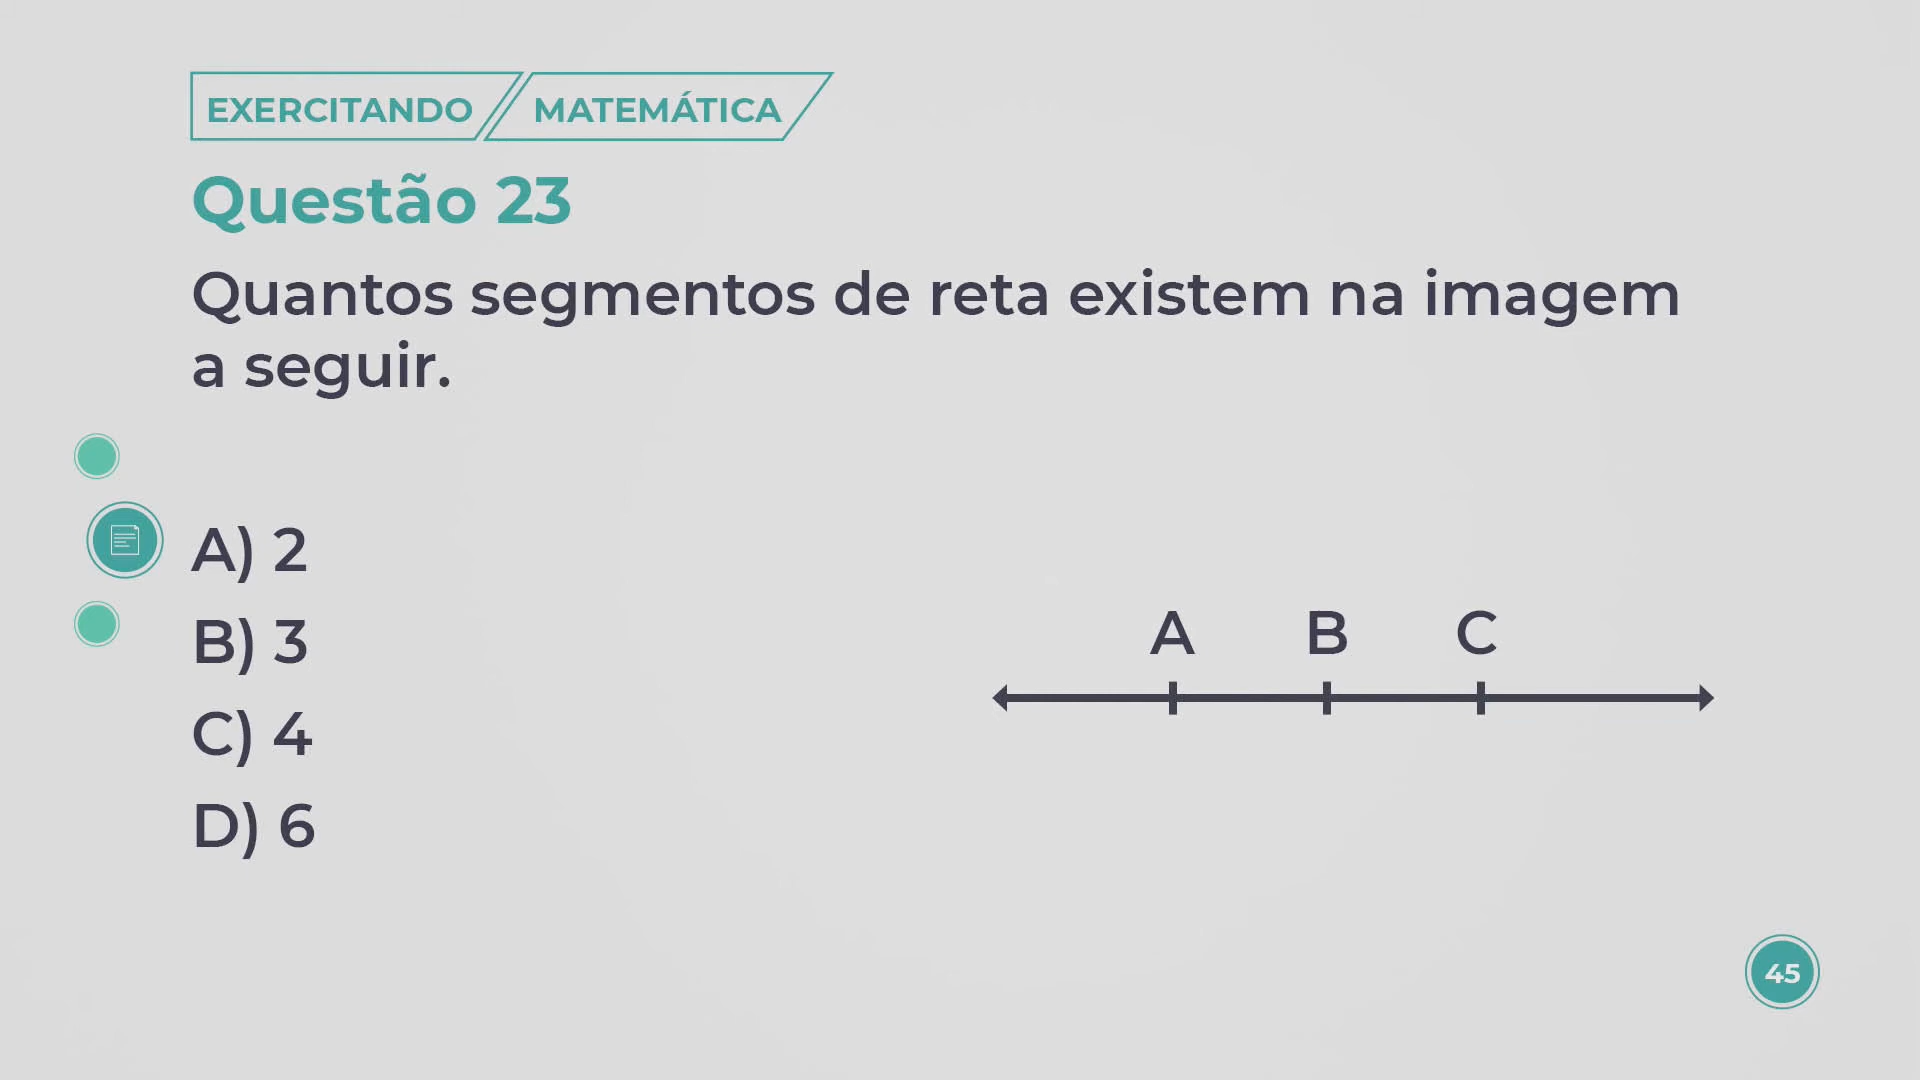 EXERCITANDO MATEMÁTICA
Questão 23
Quantos segmentos de reta existem na imagem
a seguir.
A) 2
B) 3
C) 4
D) 6
A B C
45